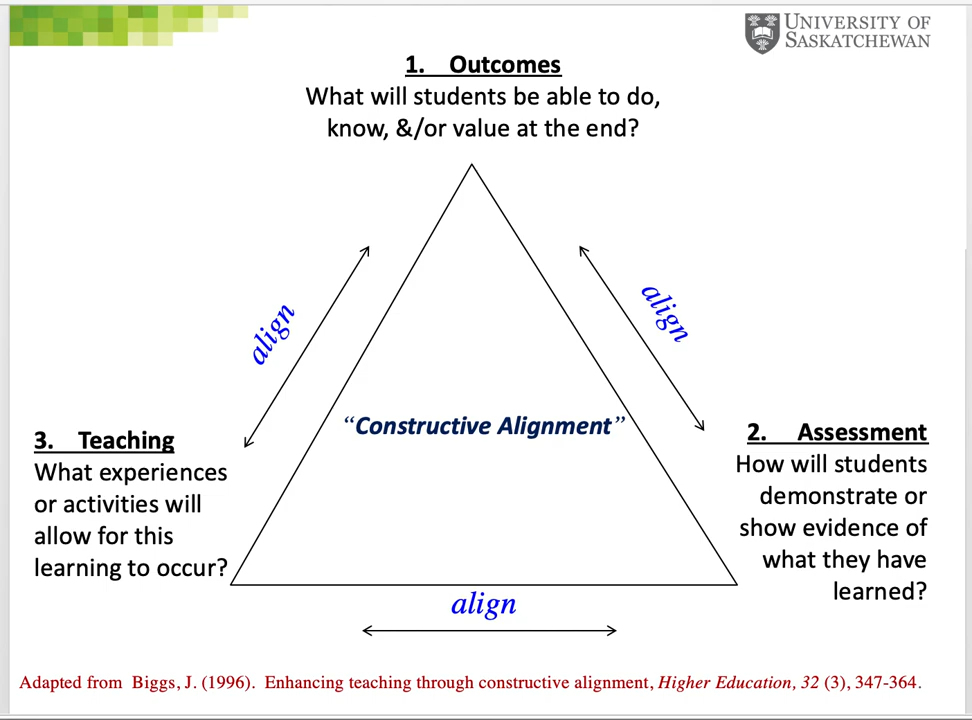 UNIVERSITY OF
SASKATCHEWAN
1. Outcomes
What will students be able to do,
know, &/or value at the end?
align
align
“Constructive Alignment”
3. Teaching
What experiences
or activities will
allow for this
learning to occur?
2. Assessment
How will students
demonstrate or
show evidence of
what they have
learned?
align
Adapted from Biggs, J. (1996). Enhancing teaching through constructive alignment, Higher Education, 32 (3), 347-364.